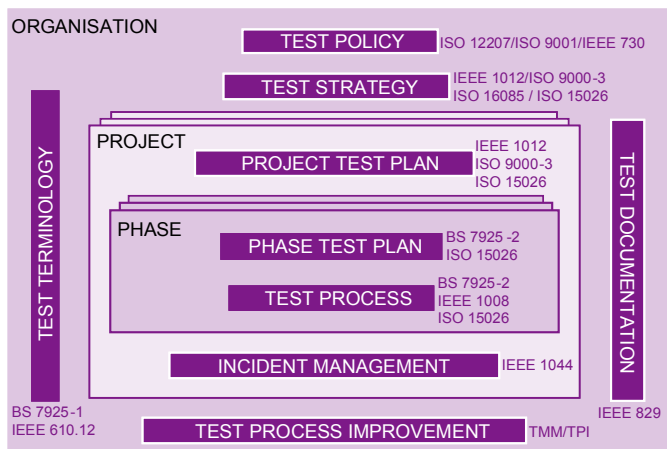 ORGANISATION
TEST POLICY
ISO 12207/ISO 9001/IEEE 730
TEST STRATEGY
IEEE 1012/ISO 9000-3
ISO 16085 / ISO 15026
TEST TERMINOLOGY
BS 7925-1
IEEE 610.12
PROJECT
PROJECT TEST PLAN
IEEE 1012
ISO 9000-3
ISO 15026
PHASE
PHASE TEST PLAN
BS 7925 -2
ISO 15026
TEST PROCESS
BS 7925-2
IEEE 1008
ISO 15026
INCIDENT MANAGEMENT
IEEE 1044
TEST DOCUMENTATION
IEEE 829
TEST PROCESS IMPROVEMENT
TMM/TPI